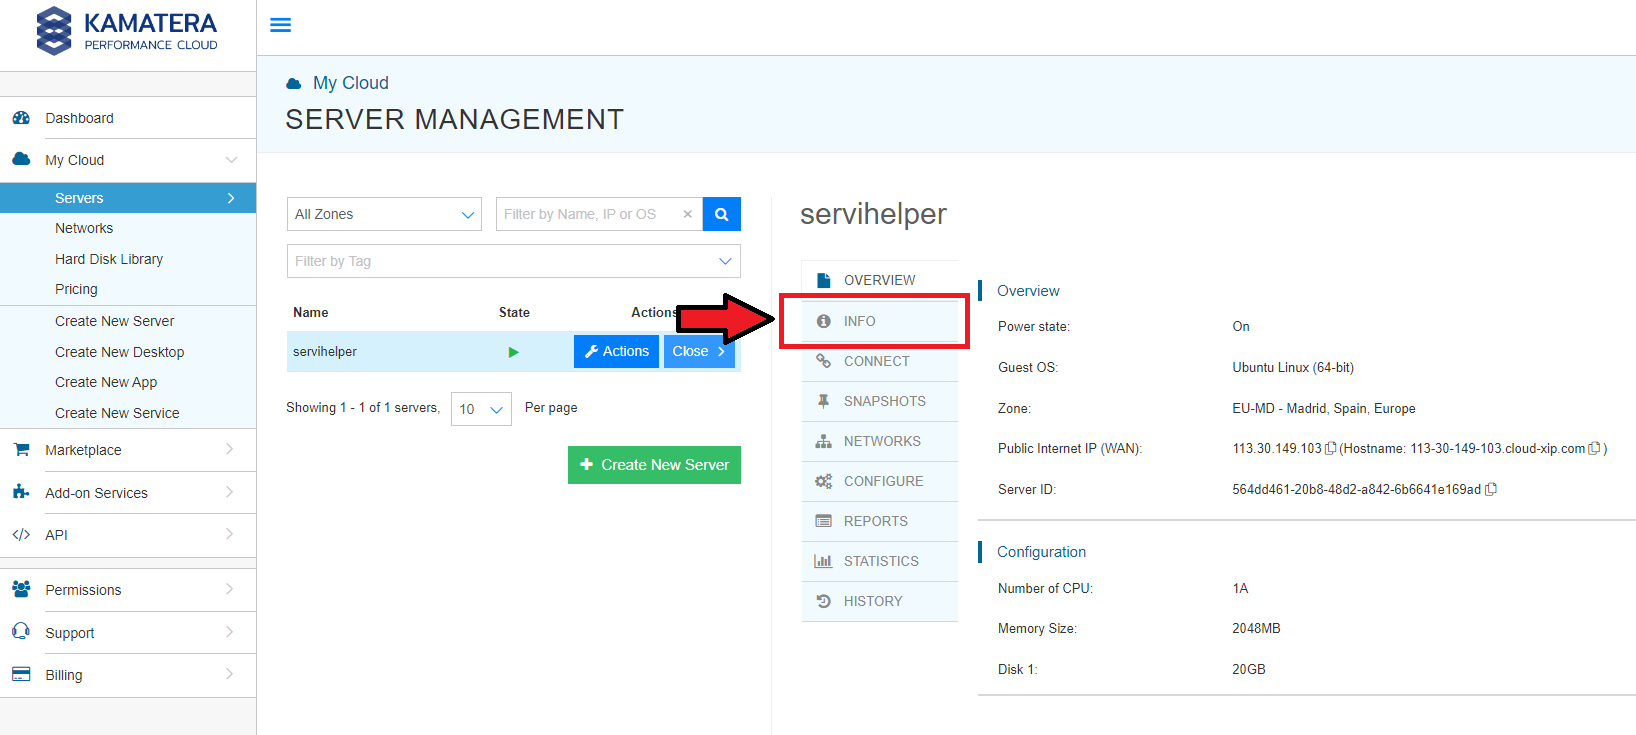 KAMATERA
PERFORMANCE CLOUD
Dashboard
My Cloud
Servers
Networks
Hard Disk Library
Pricing
Create New Server
Create New Desktop
Create New App
Create New Service
Marketplace
Add-on Services
API
Permissions
Support
Billing
My Cloud
SERVER MANAGEMENT
All Zones
Filter by Name, IP or OS
Filter by Tag
Name State Actions
servihelper Actions Close
Showing 1 - 1 of 1 servers, 10 Per page
Create New Server
servihelper
OVERVIEW
INFO
CONNECT
SNAPSHOTS
NETWORKS
CONFIGURE
REPORTS
STATISTICS
HISTORY
Overview
Power state: On
Guest OS: Ubuntu Linux (64-bit)
Zone: EU-MD - Madrid, Spain, Europe
Public Internet IP (WAN): 113.30.149.103 (Hostname: 113-30-149-103.cloud-xip.com )
Server ID: 564dd461-20b8-48d2-a842-6b6641e169ad
Configuration
Number of CPU: 1A
Memory Size: 2048MB
Disk 1: 20GB